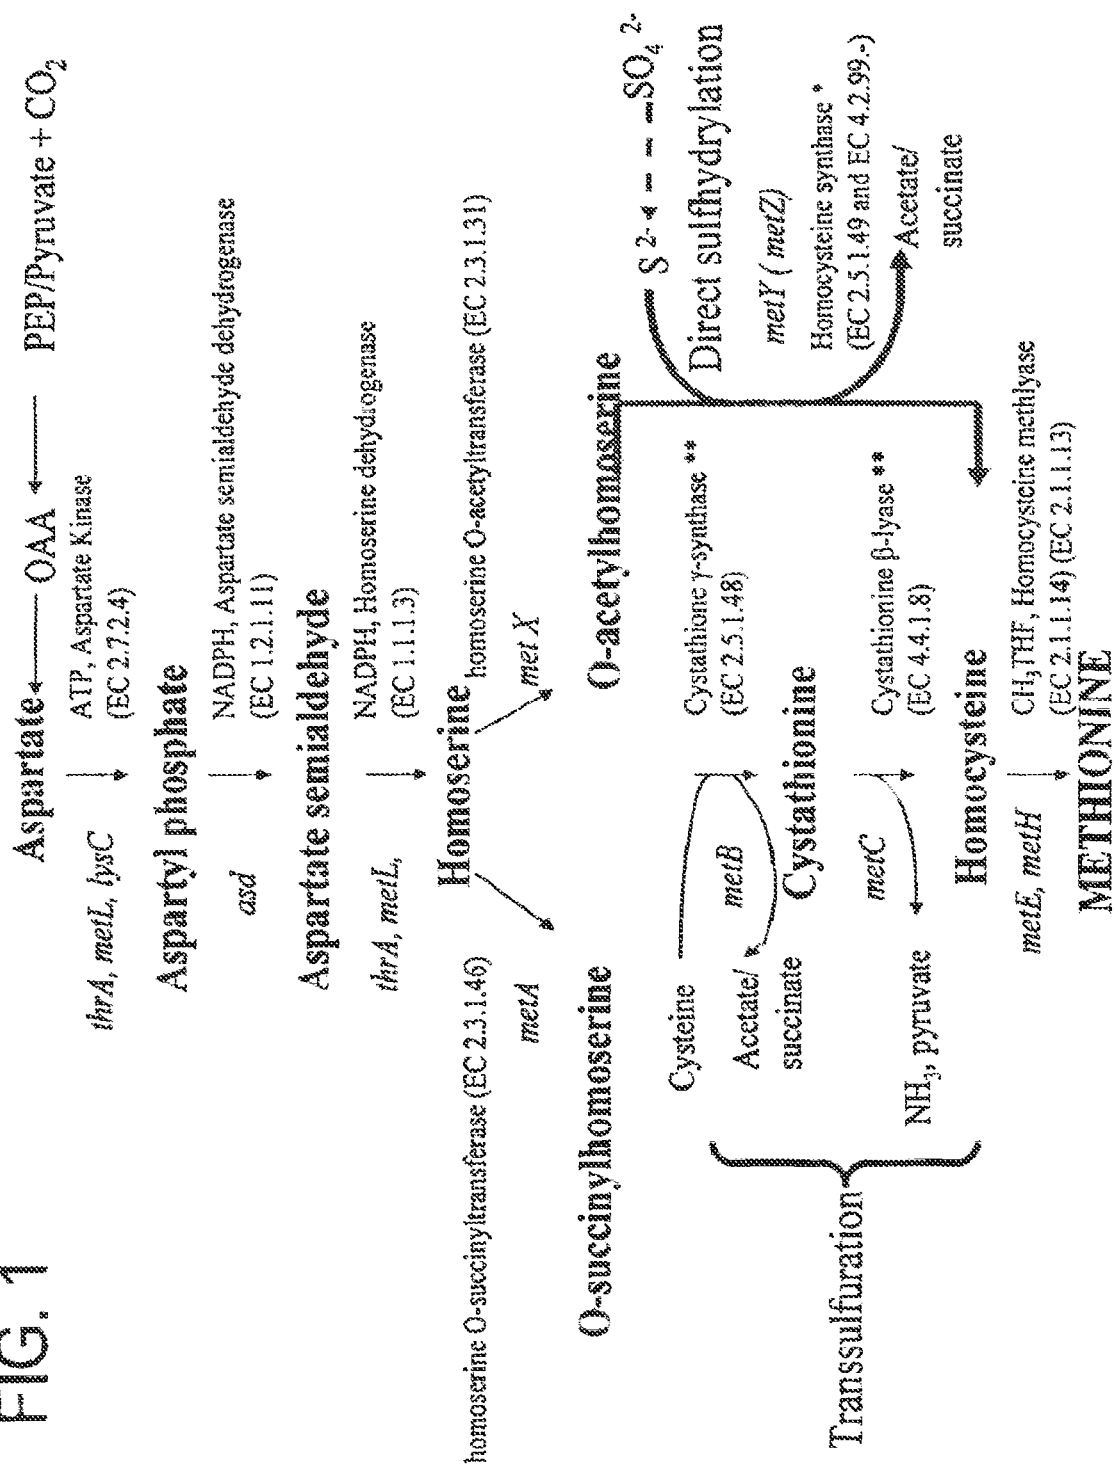 FIG. 1
Aspartate ← OAA ← PEP/Pyruvate + CO2
thrA, metL, lysC
ATP, Aspartate Kinase
(EC 2.7.2.4)
Aspartyl phosphate
asd
NADPH, Aspartate semialdehyde dehydrogenase
(EC 1.2.1.11)
Aspartate semialdehyde
thrA, metL,
NADPH, Homoserine dehydrogenase
(EC 1.1.1.3)
Homoserine
homoserine O-succinyltransferase (EC 2.3.1.46)
homoserine O-acetyltransferase (EC 2.3.1.31)
metA
met X
O-succinylhomoserine
O-acetylhomoserine
S 2- SO4 2-
Cysteine
Cystathione γ-synthase **
(EC 2.5.1.48)
Direct sulfhydrylation
metB
Acetate/
succinate
metY ( metZ)
Cystathionine
Homocysteine synthase *
(EC 2.5.1.49 and EC 4.2.99.-)
Transsulfuration
metC
Cystathionine β-lyase **
(EC 4.4.1.8)
Acetate/
succinate
NH3, pyruvate
Homocysteine
metE, metH
CH3THF, Homocysteine methlyase
(EC 2.1.1.14) (EC 2.1.1.13)
METHIONINE